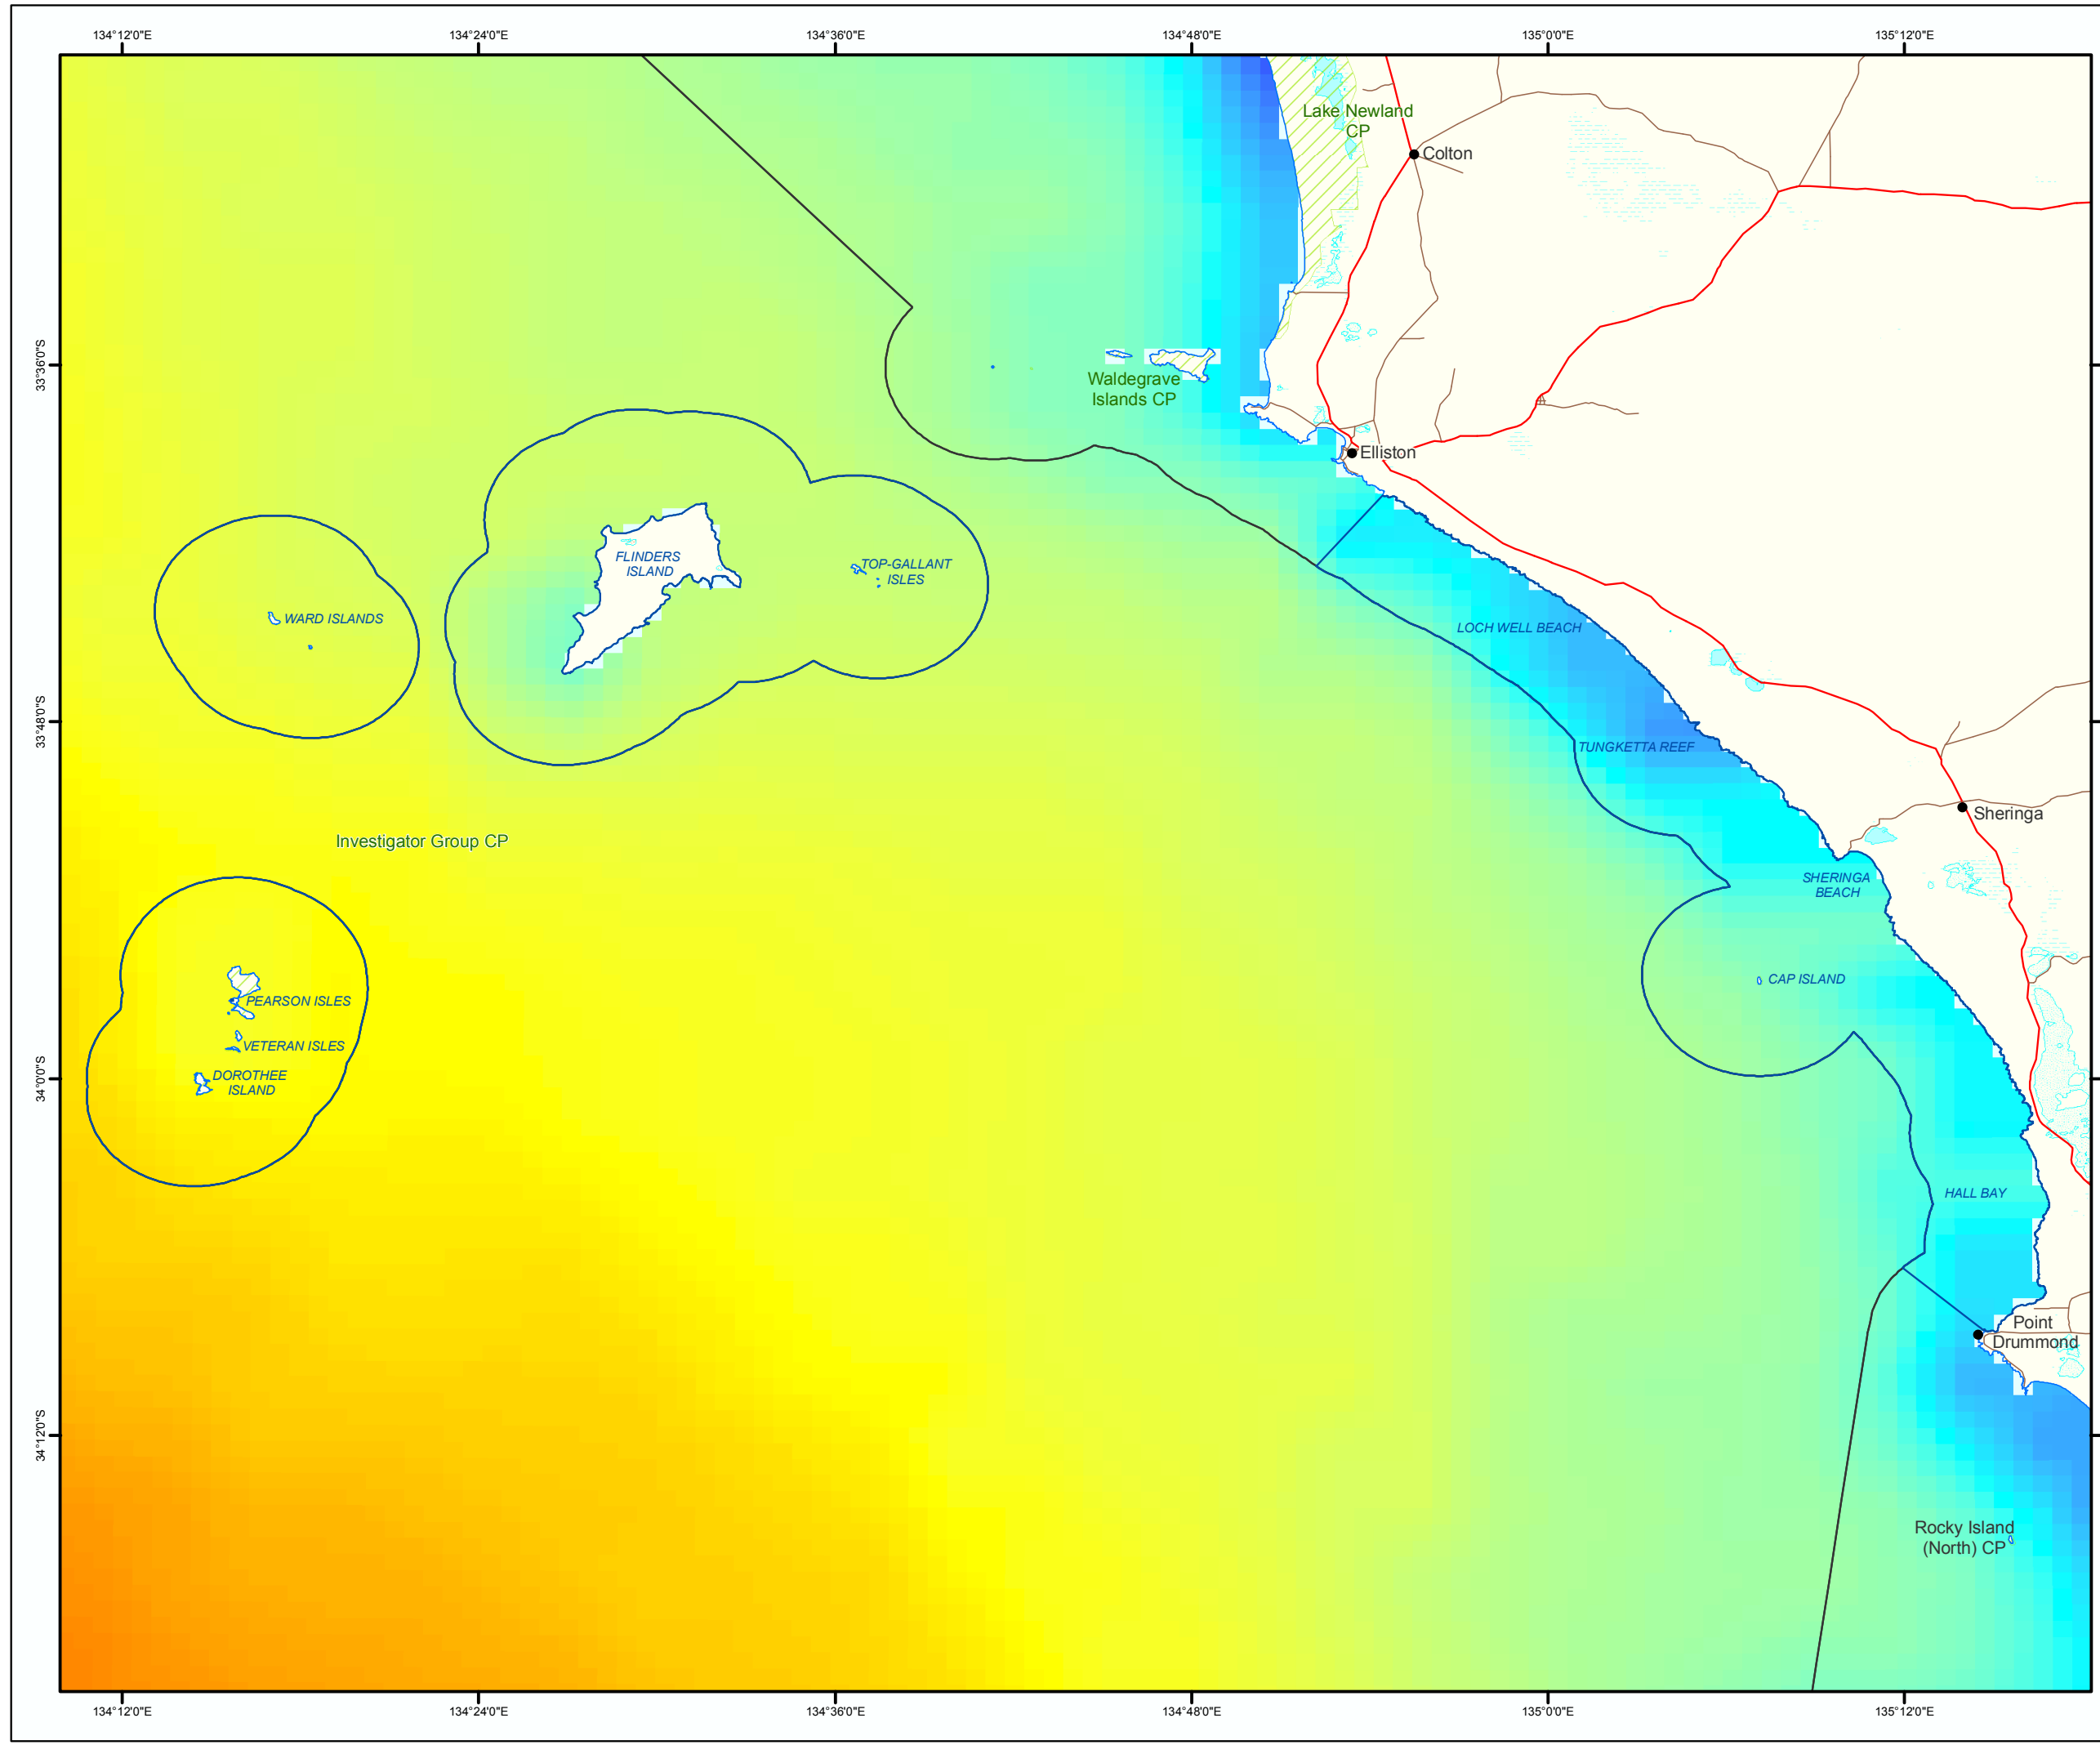 134°12'0"E
134°24'0"E
134°36'0"E
134°48'0"E
135°0'0"E
135°12'0"E
Lake Newland
CP
Colton
33°36'0"S
Waldegrave
Islands CP
Elliston
FLINDERS
ISLAND
TOP-GALLANT
ISLES
WARD ISLANDS
LOCH WELL BEACH
33°48'0"S
TUNGKETTA REEF
Sheringa
Investigator Group CP
SHERINGA
BEACH
CAP ISLAND
PEARSON ISLES
VETERAN ISLES
DOROTHEE
ISLAND
34°0'0"S
HALL BAY
Point
Drummond
34°12'0"S
Rocky Island
(North) CP
134°12'0"E
134°24'0"E
134°36'0"E
134°48'0"E
135°0'0"E
135°12'0"E